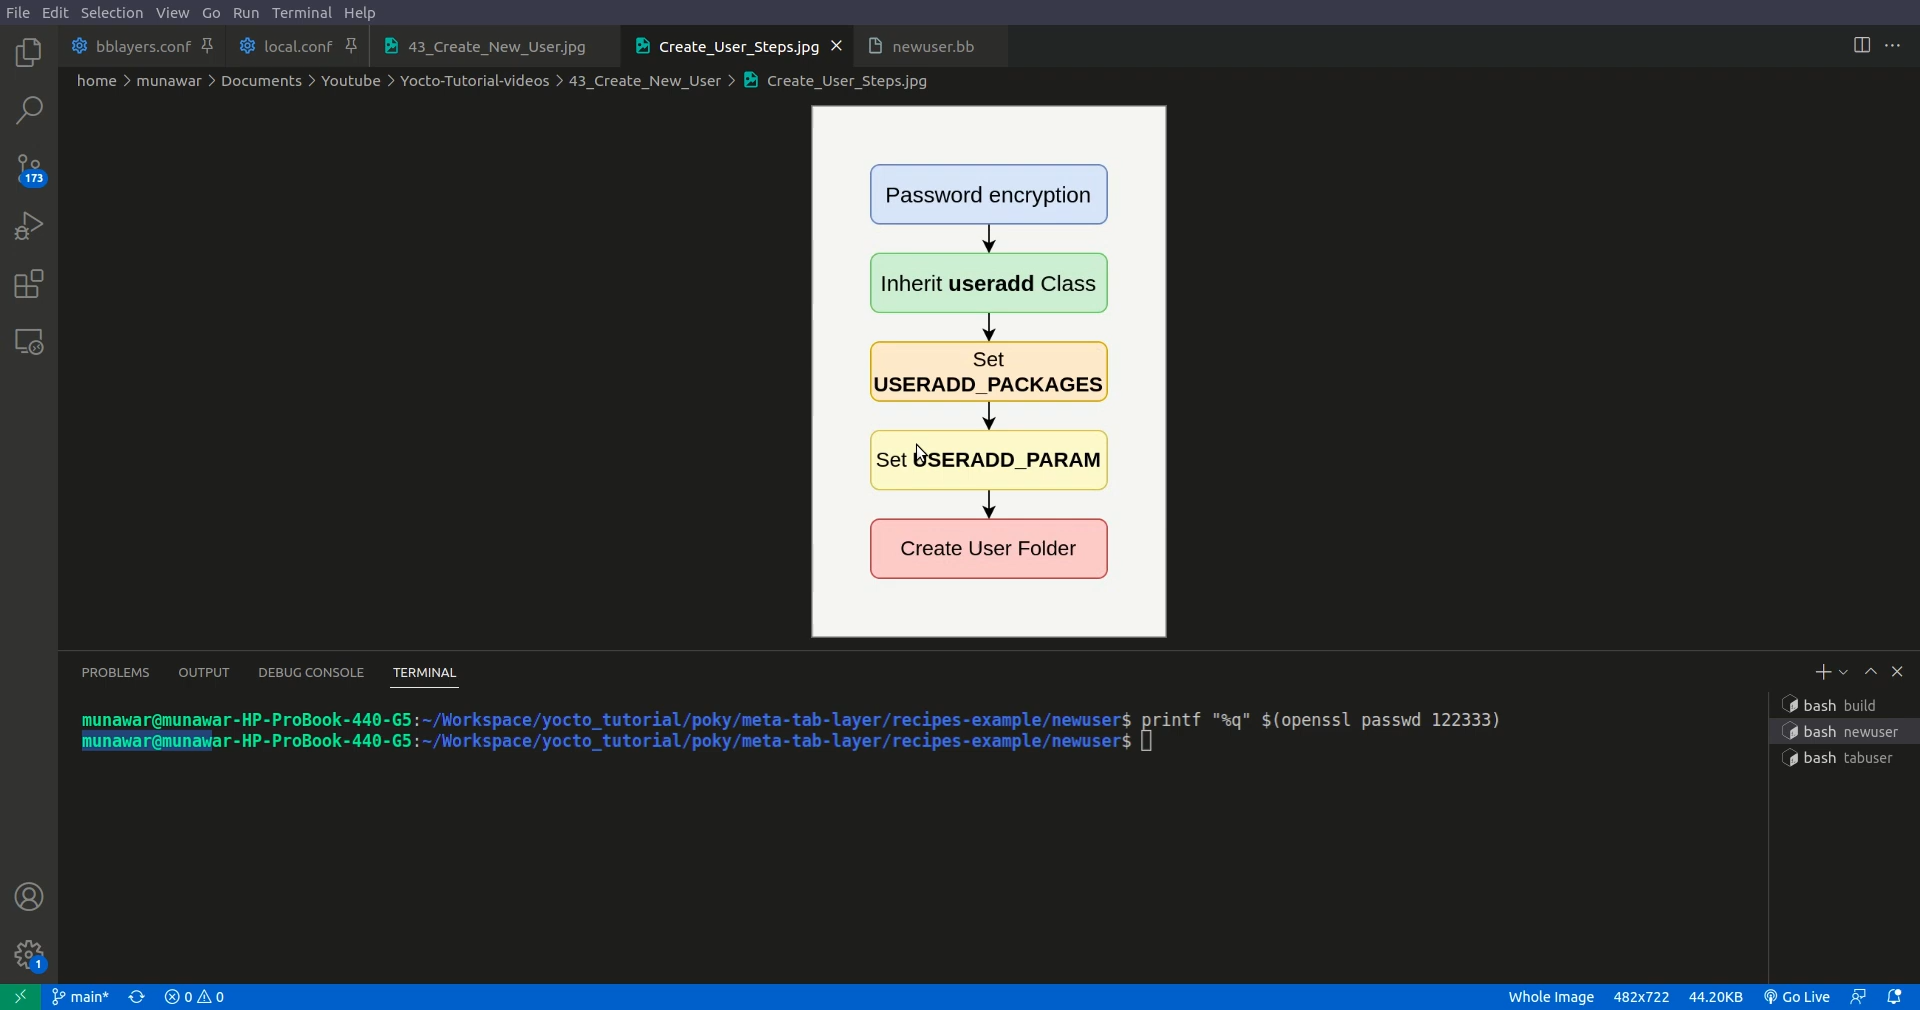 File Edit Selection View Go Run Terminal Help
bblayers.conf local.conf 43_Create_New_User.jpg Create_User_Steps.jpg newuser.bb
home > munawar > Documents > Youtube > Yocto-Tutorial-videos > 43_Create_New_User > Create_User_Steps.jpg
173
Password encryption
Inherit useradd Class
Set
USERADD_PACKAGES
Set USERADD_PARAM
Create User Folder
PROBLEMS OUTPUT DEBUG CONSOLE TERMINAL
munawar@munawar-HP-ProBook-440-G5:~/Workspace/yocto_tutorial/poky/meta-tab-layer/recipes-example/newuser$ printf "%q" $(openssl passwd 122333)
munawar@munawar-HP-ProBook-440-G5:~/Workspace/yocto_tutorial/poky/meta-tab-layer/recipes-example/newuser$
bash build
bash newuser
bash tabuser
1
main* 0 0 Whole Image 482x722 44.20KB Go Live